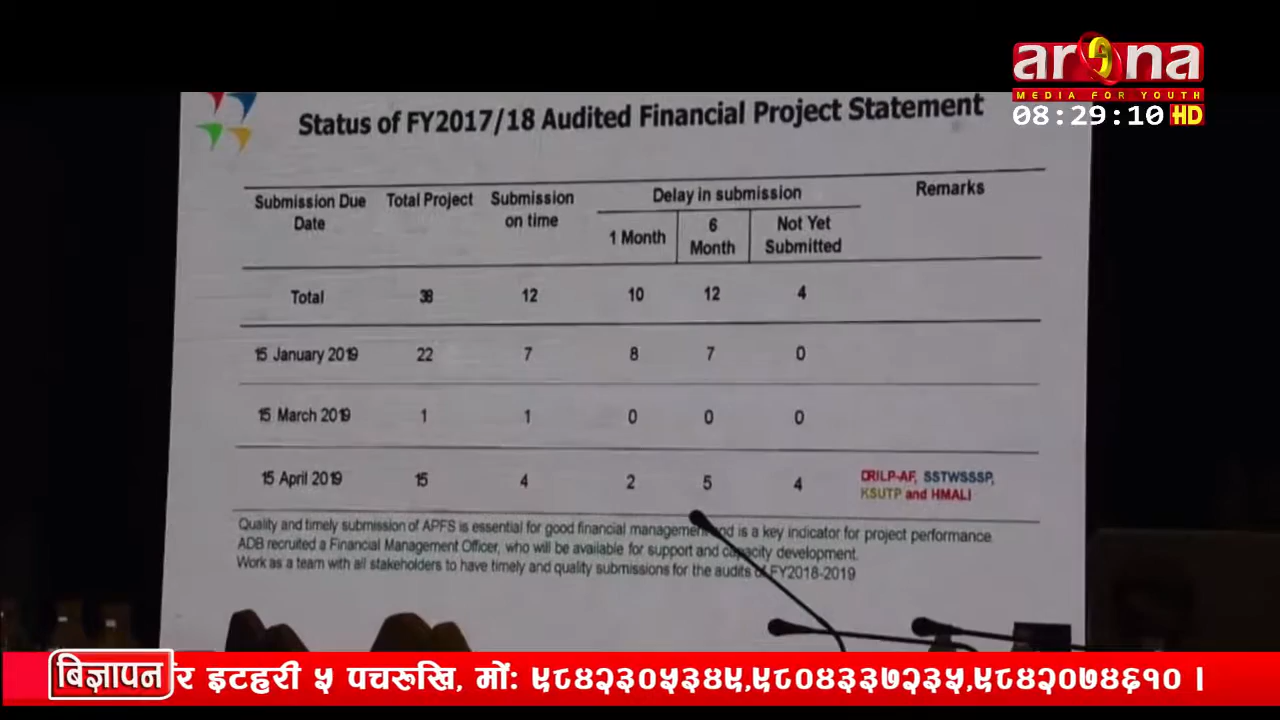 arena
MEDIA FOR YOUTH
08:29:10 HD
Status of FY2017/18 Audited Financial Project Statement
Submission Due Date Total Project Submission on time Delay in submission Remarks
1 Month 6 Month Not Yet Submitted
Total 38 12 10 12 4
15 January 2019 22 7 8 7 0
15 March 2019 1 1 0 0 0
15 April 2019 15 4 2 5 4 DRILP-AF, SSTWSSSP,
KSUTP and HMALI
Quality and timely submission of APFS is essential for good financial management and is a key indicator for project performance.
ADB recruited a Financial Management Officer, who will be available for support and capacity development.
Work as a team with all stakeholders to have timely and quality submissions for the audits of FY2018-2019
बिज्ञापन र इटहरी ५ पचरूखि, मों: ९८४२३०५३४९,९८०४३३७२३५,९८४२०७४६१० ।